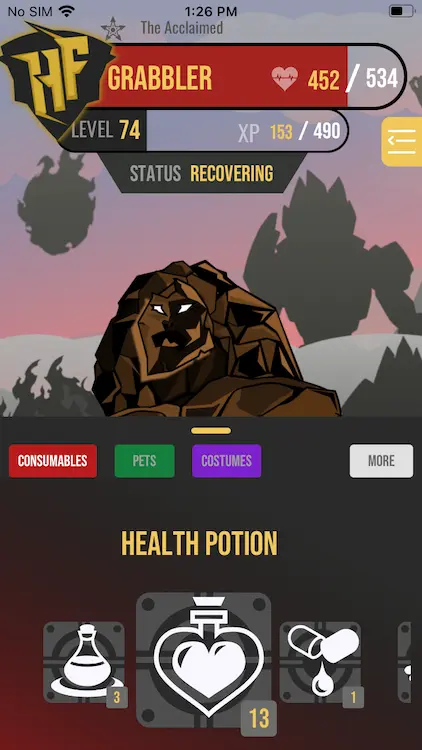 No SIM 1:26 PM
The Acclaimed
HF
GRABBLER 452 / 534
LEVEL 74 XP 153 / 490
STATUS RECOVERING
CONSUMABLES PETS COSTUMES MORE
HEALTH POTION
3 13 1